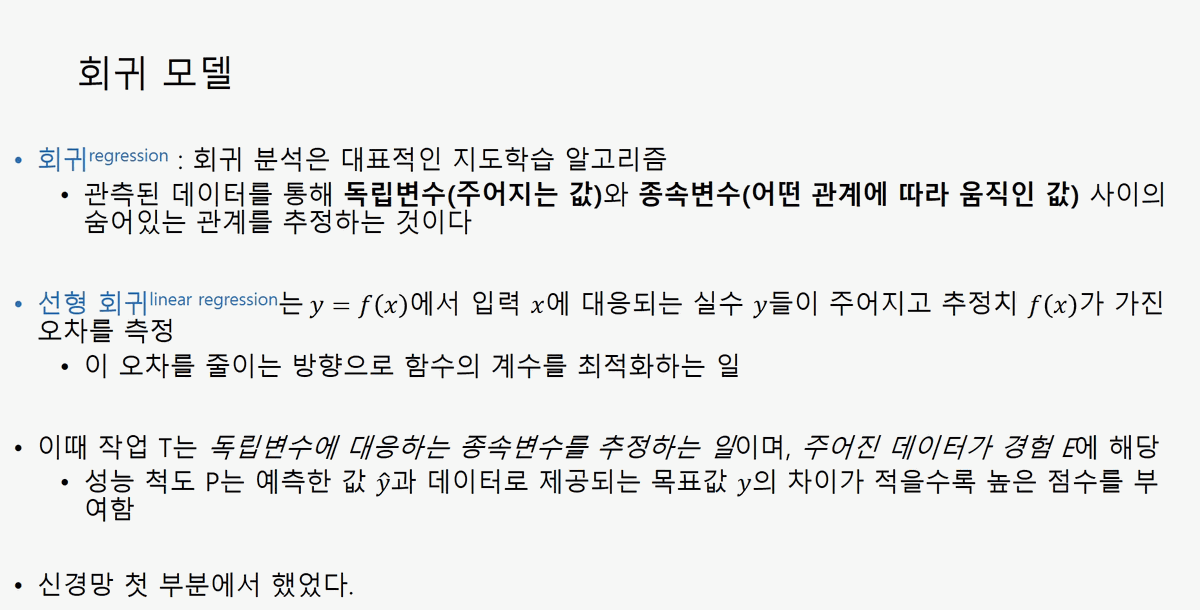 회귀 모델
• 회귀regression : 회귀 분석은 대표적인 지도학습 알고리즘
• 관측된 데이터를 통해 독립변수(주어지는 값)와 종속변수(어떤 관계에 따라 움직인 값) 사이의
숨어있는 관계를 추정하는 것이다
• 선형 회귀linear regression는 y = f(x)에서 입력 x에 대응되는 실수 y들이 주어지고 추정치 f(x)가 가진
오차를 측정
• 이 오차를 줄이는 방향으로 함수의 계수를 최적화하는 일
• 이때 작업 T는 독립변수에 대응하는 종속변수를 추정하는 일이며, 주어진 데이터가 경험 E에 해당
• 성능 척도 P는 예측한 값 ŷ과 데이터로 제공되는 목표값 y의 차이가 적을수록 높은 점수를 부
여함
• 신경망 첫 부분에서 했었다.